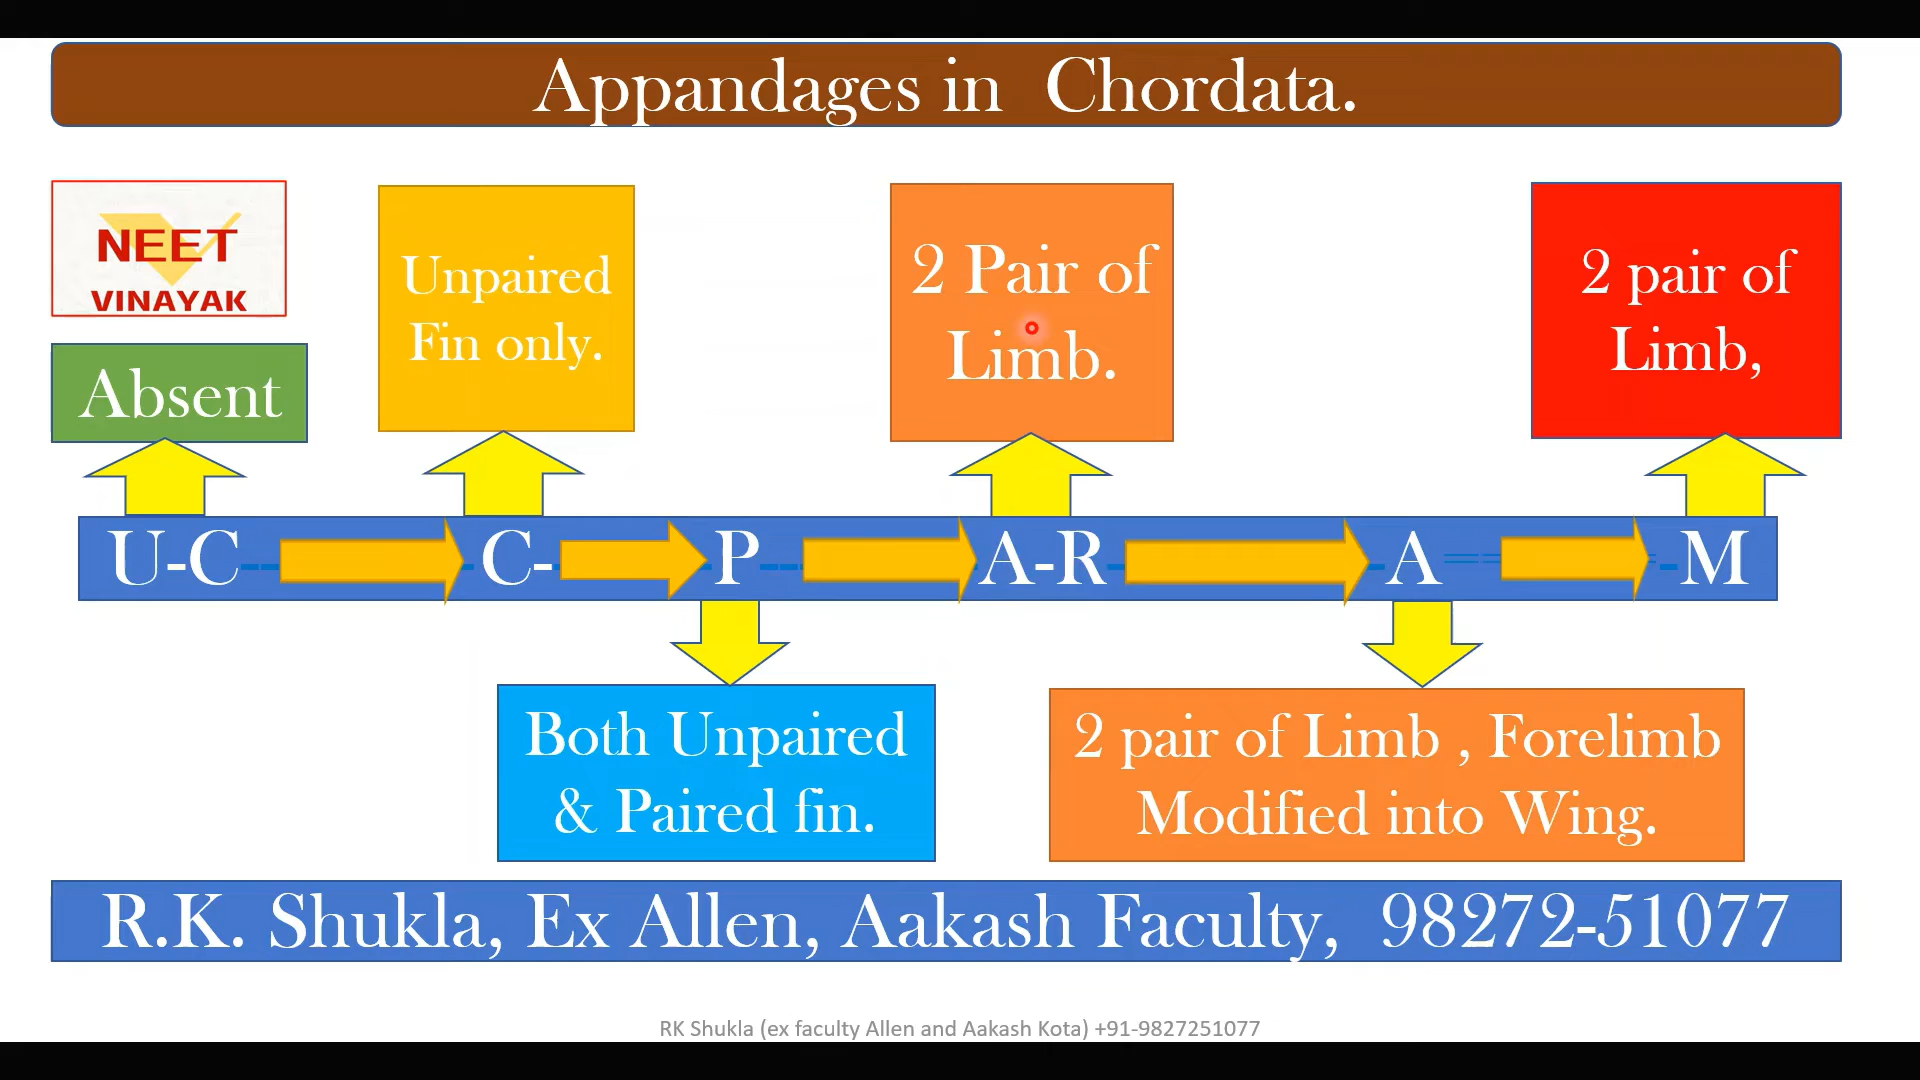 Appandages in Chordata.
NEET
VINAYAK
Absent
Unpaired
Fin only.
2 Pair of
Limb.
2 pair of
Limb,
U-C-- -C- -P--- A-R- -A -M
Both Unpaired
& Paired fin.
2 pair of Limb , Forelimb
Modified into Wing.
R.K. Shukla, Ex Allen, Aakash Faculty, 98272-51077
RK Shukla (ex faculty Allen and Aakash Kota) +91-9827251077